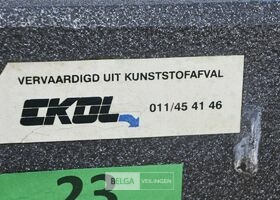 VERVAARDIGD UIT KUNSTSTOFAFVAL
EKOL 011/45 41 46
23
BELGA VEILINGEN